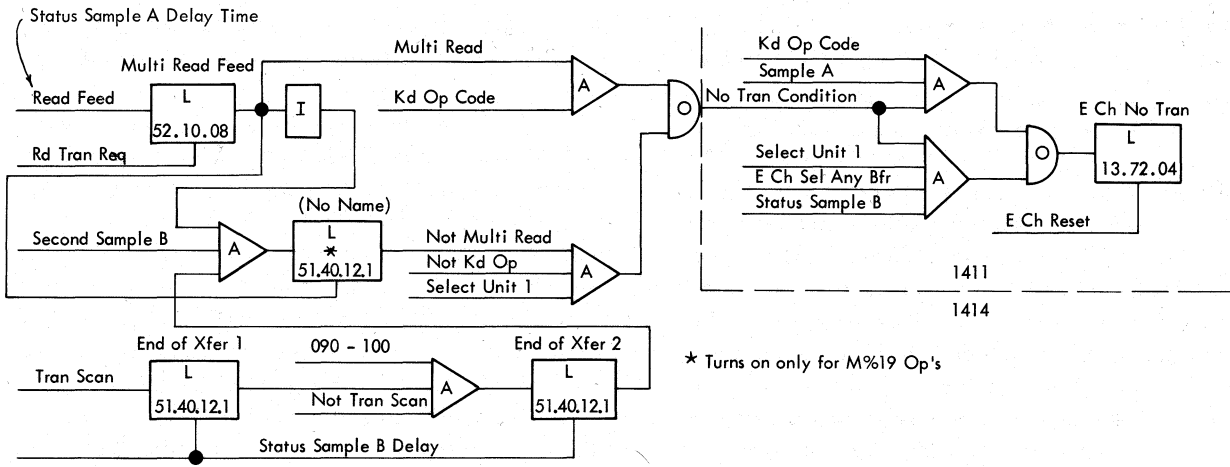 Status Sample A Delay Time
Multi Read Feed
Read Feed
L
52.10.08
Rd Tran Req
I
Multi Read
Kd Op Code
A
O
No Tran Condition
Kd Op Code
Sample A
A
Select Unit 1
E Ch Sel Any Bfr
Status Sample B
A
O
E Ch No Tran
L
13.72.04
E Ch Reset
(No Name)
Second Sample B
A
L
*
51.40.12.1
Not Multi Read
Not Kd Op
Select Unit 1
A
1411
1414
End of Xfer 1
Tran Scan
L
51.40.12.1
090 - 100
Not Tran Scan
A
End of Xfer 2
L
51.40.12.1
Status Sample B Delay
* Turns on only for M%19 Op's